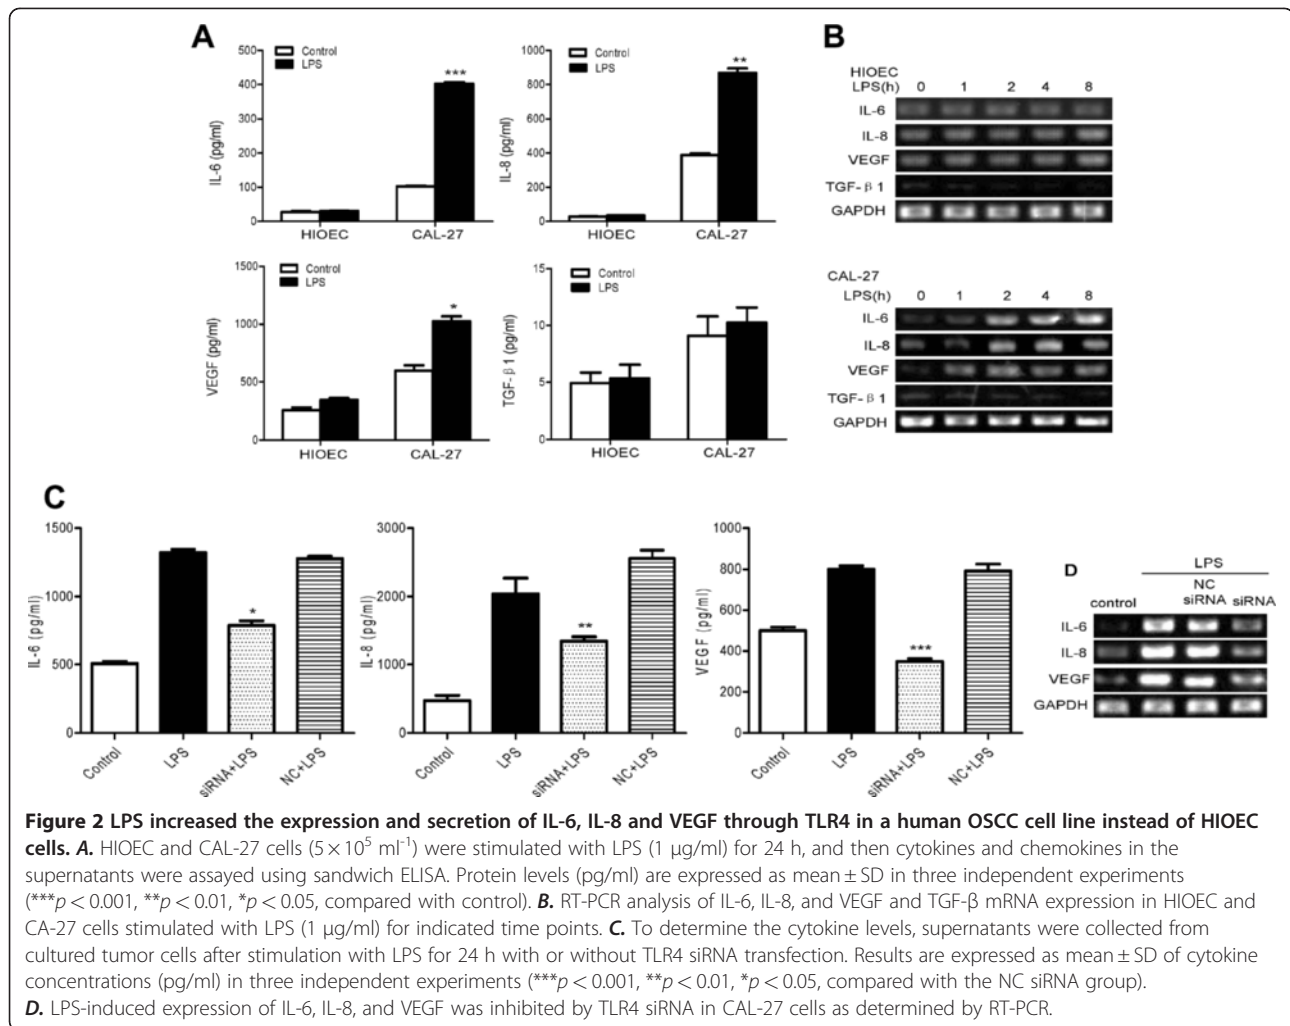 A
B
500
400
300
200
100
0
IL-6 (pg/ml)
Control
LPS
***
HIOEC
CAL-27
1000
800
600
400
200
0
IL-8 (pg/ml)
Control
LPS
**
HIOEC
CAL-27
HIOEC
LPS(h) 0 1 2 4 8
IL-6
IL-8
VEGF
TGF-β1
GAPDH
1500
1000
500
0
VEGF (pg/ml)
Control
LPS
*
HIOEC
CAL-27
15
10
5
0
TGF-β1 (pg/ml)
Control
LPS
HIOEC
CAL-27
CAL-27
LPS(h) 0 1 2 4 8
IL-6
IL-8
VEGF
TGF-β1
GAPDH
C
1500
1000
500
0
IL-6 (pg/ml)
*
Control
LPS
siRNA+LPS
NC+LPS
3000
2000
1000
0
IL-8 (pg/ml)
**
Control
LPS
siRNA+LPS
NC+LPS
1000
800
600
400
200
0
VEGF (pg/ml)
***
Control
LPS
siRNA+LPS
NC+LPS
D
LPS
NC
control siRNA siRNA
IL-6
IL-8
VEGF
GAPDH
Figure 2 LPS increased the expression and secretion of IL-6, IL-8 and VEGF through TLR4 in a human OSCC cell line instead of HIOEC
cells. A. HIOEC and CAL-27 cells (5 × 10⁵ ml⁻¹) were stimulated with LPS (1 μg/ml) for 24 h, and then cytokines and chemokines in the
supernatants were assayed using sandwich ELISA. Protein levels (pg/ml) are expressed as mean ± SD in three independent experiments
(***p < 0.001, **p < 0.01, *p < 0.05, compared with control). B. RT-PCR analysis of IL-6, IL-8, and VEGF and TGF-β mRNA expression in HIOEC and
CA-27 cells stimulated with LPS (1 μg/ml) for indicated time points. C. To determine the cytokine levels, supernatants were collected from
cultured tumor cells after stimulation with LPS for 24 h with or without TLR4 siRNA transfection. Results are expressed as mean ± SD of cytokine
concentrations (pg/ml) in three independent experiments (***p < 0.001, **p < 0.01, *p < 0.05, compared with the NC siRNA group).
D. LPS-induced expression of IL-6, IL-8, and VEGF was inhibited by TLR4 siRNA in CAL-27 cells as determined by RT-PCR.